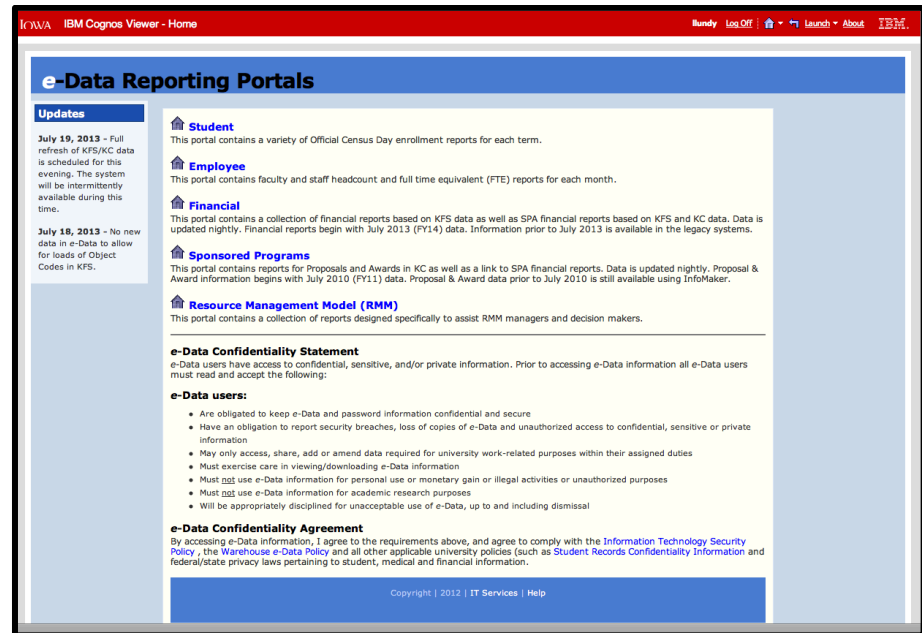 IOWA IBM Cognos Viewer - Home llundy Log Off Launch About IBM.
e-Data Reporting Portals
Updates
July 19, 2013 - Full
refresh of KFS/KC data
is scheduled for this
evening. The system
will be intermittently
available during this
time.
July 18, 2013 - No new
data in e-Data to allow
for loads of Object
Codes in KFS.
Student
This portal contains a variety of Official Census Day enrollment reports for each term.
Employee
This portal contains faculty and staff headcount and full time equivalent (FTE) reports for each month.
Financial
This portal contains a collection of financial reports based on KFS data as well as SPA financial reports based on KFS and KC data. Data is
updated nightly. Financial reports begin with July 2013 (FY14) data. Information prior to July 2013 is available in the legacy systems.
Sponsored Programs
This portal contains reports for Proposals and Awards in KC as well as a link to SPA financial reports. Data is updated nightly. Proposal &
Award information begins with July 2010 (FY11) data. Proposal & Award data prior to July 2010 is still available using InfoMaker.
Resource Management Model (RMM)
This portal contains a collection of reports designed specifically to assist RMM managers and decision makers.
e-Data Confidentiality Statement
e-Data users have access to confidential, sensitive, and/or private information. Prior to accessing e-Data information all e-Data users
must read and accept the following:
e-Data users:
• Are obligated to keep e-Data and password information confidential and secure
• Have an obligation to report security breaches, loss of copies of e-Data and unauthorized access to confidential, sensitive or private
information
• May only access, share, add or amend data required for university work-related purposes within their assigned duties
• Must exercise care in viewing/downloading e-Data information
• Must not use e-Data information for personal use or monetary gain or illegal activities or unauthorized purposes
• Must not use e-Data information for academic research purposes
• Will be appropriately disciplined for unacceptable use of e-Data, up to and including dismissal
e-Data Confidentiality Agreement
By accessing e-Data information, I agree to the requirements above, and agree to comply with the Information Technology Security
Policy , the Warehouse e-Data Policy and all other applicable university policies (such as Student Records Confidentiality Information and
federal/state privacy laws pertaining to student, medical and financial information.
Copyright | 2012 | IT Services | Help